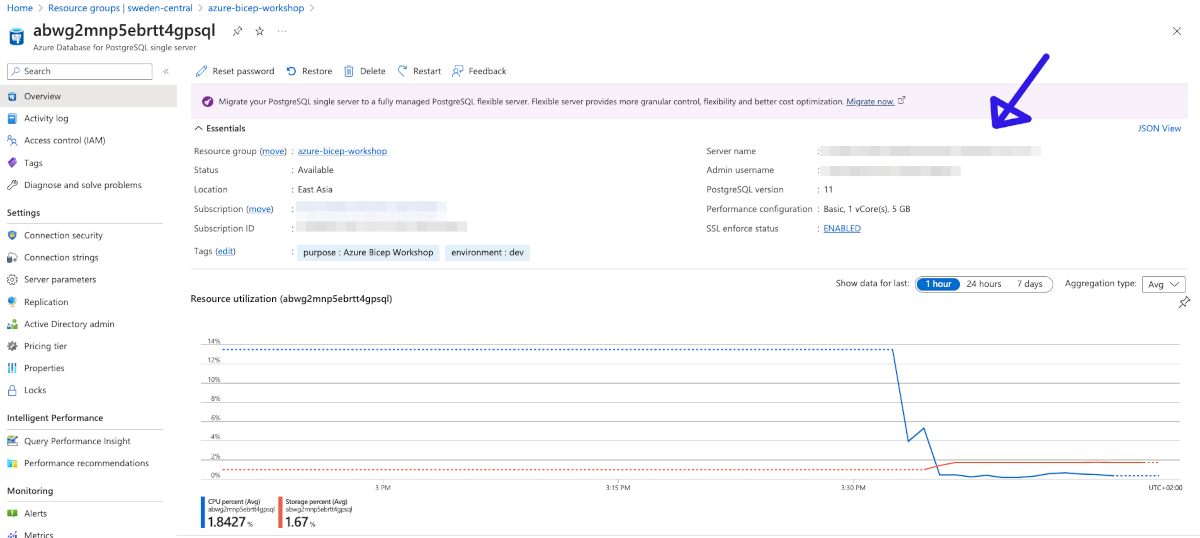 Home > Resource groups | sweden-central > azure-bicep-workshop >
abwg2mnp5ebrtt4gpsql
Azure Database for PostgreSQL single server
Search
Overview
Activity log
Access control (IAM)
Tags
Diagnose and solve problems
Settings
Connection security
Connection strings
Server parameters
Replication
Active Directory admin
Pricing tier
Properties
Locks
Intelligent Performance
Query Performance Insight
Performance recommendations
Monitoring
Alerts
Metrics
Reset password Restore Delete Restart Feedback
Migrate your PostgreSQL single server to a fully managed PostgreSQL flexible server. Flexible server provides more granular control, flexibility and better cost optimization. Migrate now.
Essentials
JSON View
Resource group (move) : azure-bicep-workshop
Status : Available
Location : East Asia
Subscription (move) :
Subscription ID :
Tags (edit) : purpose : Azure Bicep Workshop environment : dev
Server name :
Admin username :
PostgreSQL version : 11
Performance configuration : Basic, 1 vCore(s), 5 GB
SSL enforce status : ENABLED
Show data for last: 1 hour 24 hours 7 days Aggregation type: Avg
Resource utilization (abwg2mnp5ebrtt4gpsql)
14%
12%
10%
8%
6%
4%
2%
0%
3 PM 3:15 PM 3:30 PM UTC+02:00
CPU percent (Avg)
abwg2mnp5ebrtt4gpsql
1.8427 %
Storage percent (Avg)
abwg2mnp5ebrtt4gpsql
1.67 %